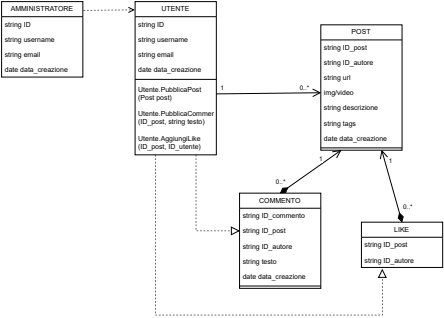 AMMINISTRATORE
string ID
string username
string email
date data_creazione
UTENTE
string ID
string username
string email
date data_creazione
Utente.PubblicaPost
(Post post)
Utente.PubblicaCommer
(ID_post, string testo)
Utente.AggiungiLike
(ID_post, ID_utente)
1
0..*
POST
string ID_post
string ID_autore
string url
img/video
string descrizione
string tags
date data_creazione
1
1
0..*
0..*
COMMENTO
string ID_commento
string ID_post
string ID_autore
string testo
date data_creazione
LIKE
string ID_post
string ID_autore